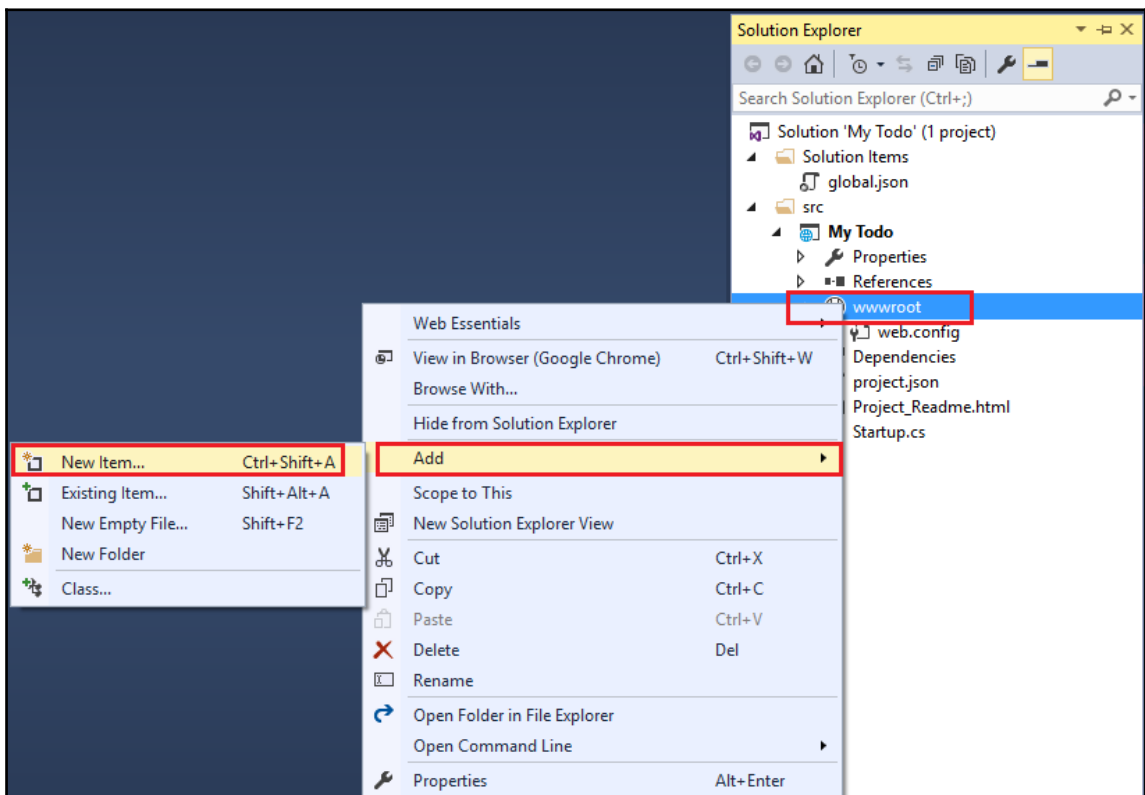 Solution Explorer
Search Solution Explorer (Ctrl+;)
Solution 'My Todo' (1 project)
Solution Items
global.json
src
My Todo
Properties
References
wwwroot
web.config
Dependencies
project.json
Project_Readme.html
Startup.cs
Web Essentials
View in Browser (Google Chrome) Ctrl+Shift+W
Browse With...
Hide from Solution Explorer
Add
Scope to This
New Solution Explorer View
Cut Ctrl+X
Copy Ctrl+C
Paste Ctrl+V
Delete Del
Rename
Open Folder in File Explorer
Open Command Line
Properties Alt+Enter
New Item... Ctrl+Shift+A
Existing Item... Shift+Alt+A
New Empty File... Shift+F2
New Folder
Class...